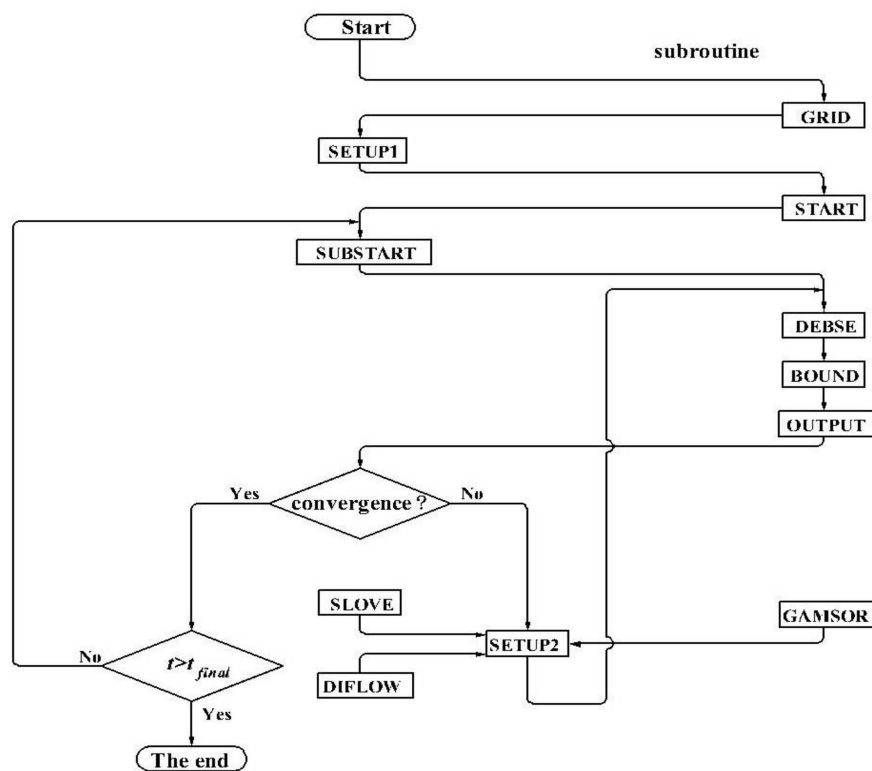 Start
subroutine
GRID
SETUP1
START
SUBSTART
DEBSE
BOUND
OUTPUT
Yes
convergence?
No
SLOVE
GAMSOR
SETUP2
No
t>t final
DIFLOW
Yes
The end